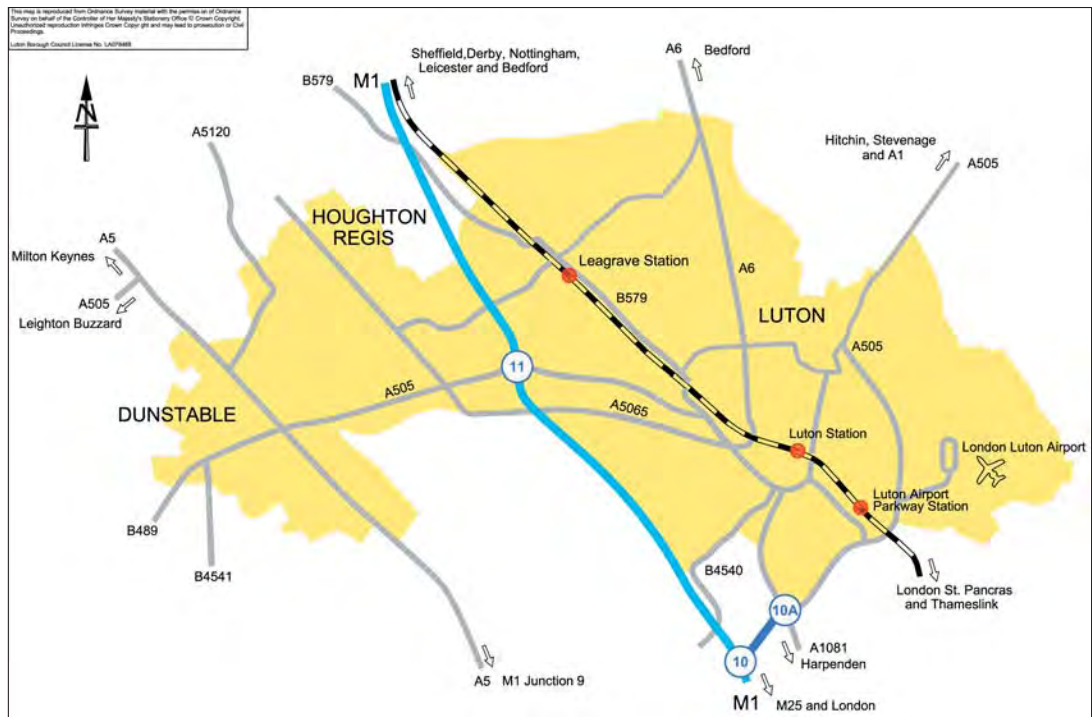 This map is reproduced from Ordnance Survey material with the permission of Ordnance
Survey on behalf of the Controller of Her Majesty's Stationery Office © Crown Copyright.
Unauthorized reproduction infringes Crown Copyright and may lead to prosecution or Civil
Proceedings.
Luton Borough Council License No.
N
Sheffield,Derby, Nottingham,
Leicester and Bedford
M1
B579
A6
Bedford
A5120
Hitchin, Stevenage
and A1
A505
HOUGHTON
REGIS
A5
Milton Keynes
A505
Leighton Buzzard
Leagrave Station
A6
B579
LUTON
A505
11
A505
DUNSTABLE
A5065
Luton Station
London Luton Airport
Luton Airport
Parkway Station
B489
B4541
B4540
London St. Pancras
and Thameslink
10A
A1081
Harpenden
10
A5
M1 Junction 9
M1
M25 and London